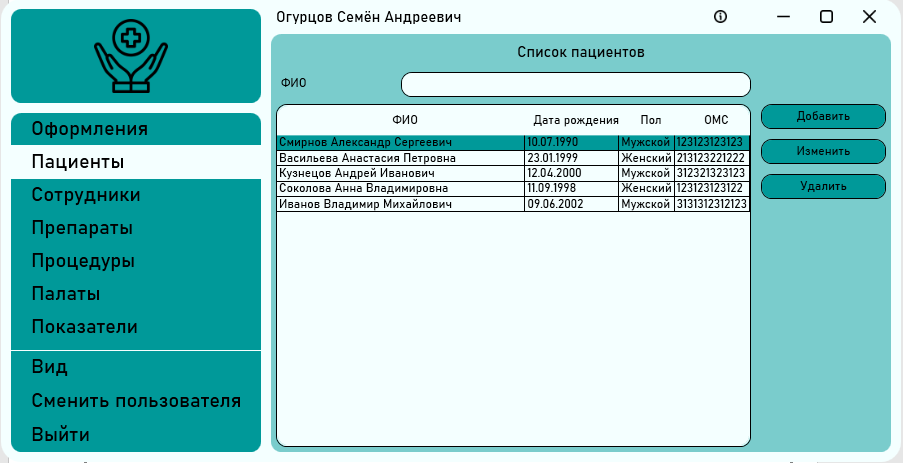 Огурцов Семён Андреевич
Оформления
Пациенты
Сотрудники
Препараты
Процедуры
Палаты
Показатели
Вид
Сменить пользователя
Выйти
Список пациентов
ФИО
ФИО Дата рождения Пол ОМС
Смирнов Александр Сергеевич 10.07.1990 Мужской 123123123123
Васильева Анастасия Петровна 23.01.1999 Женский 213123221222
Кузнецов Андрей Иванович 12.04.2000 Мужской 312321323123
Соколова Анна Владимировна 11.09.1998 Женский 123123123122
Иванов Владимир Михайлович 09.06.2002 Мужской 3131312312123
Добавить
Изменить
Удалить